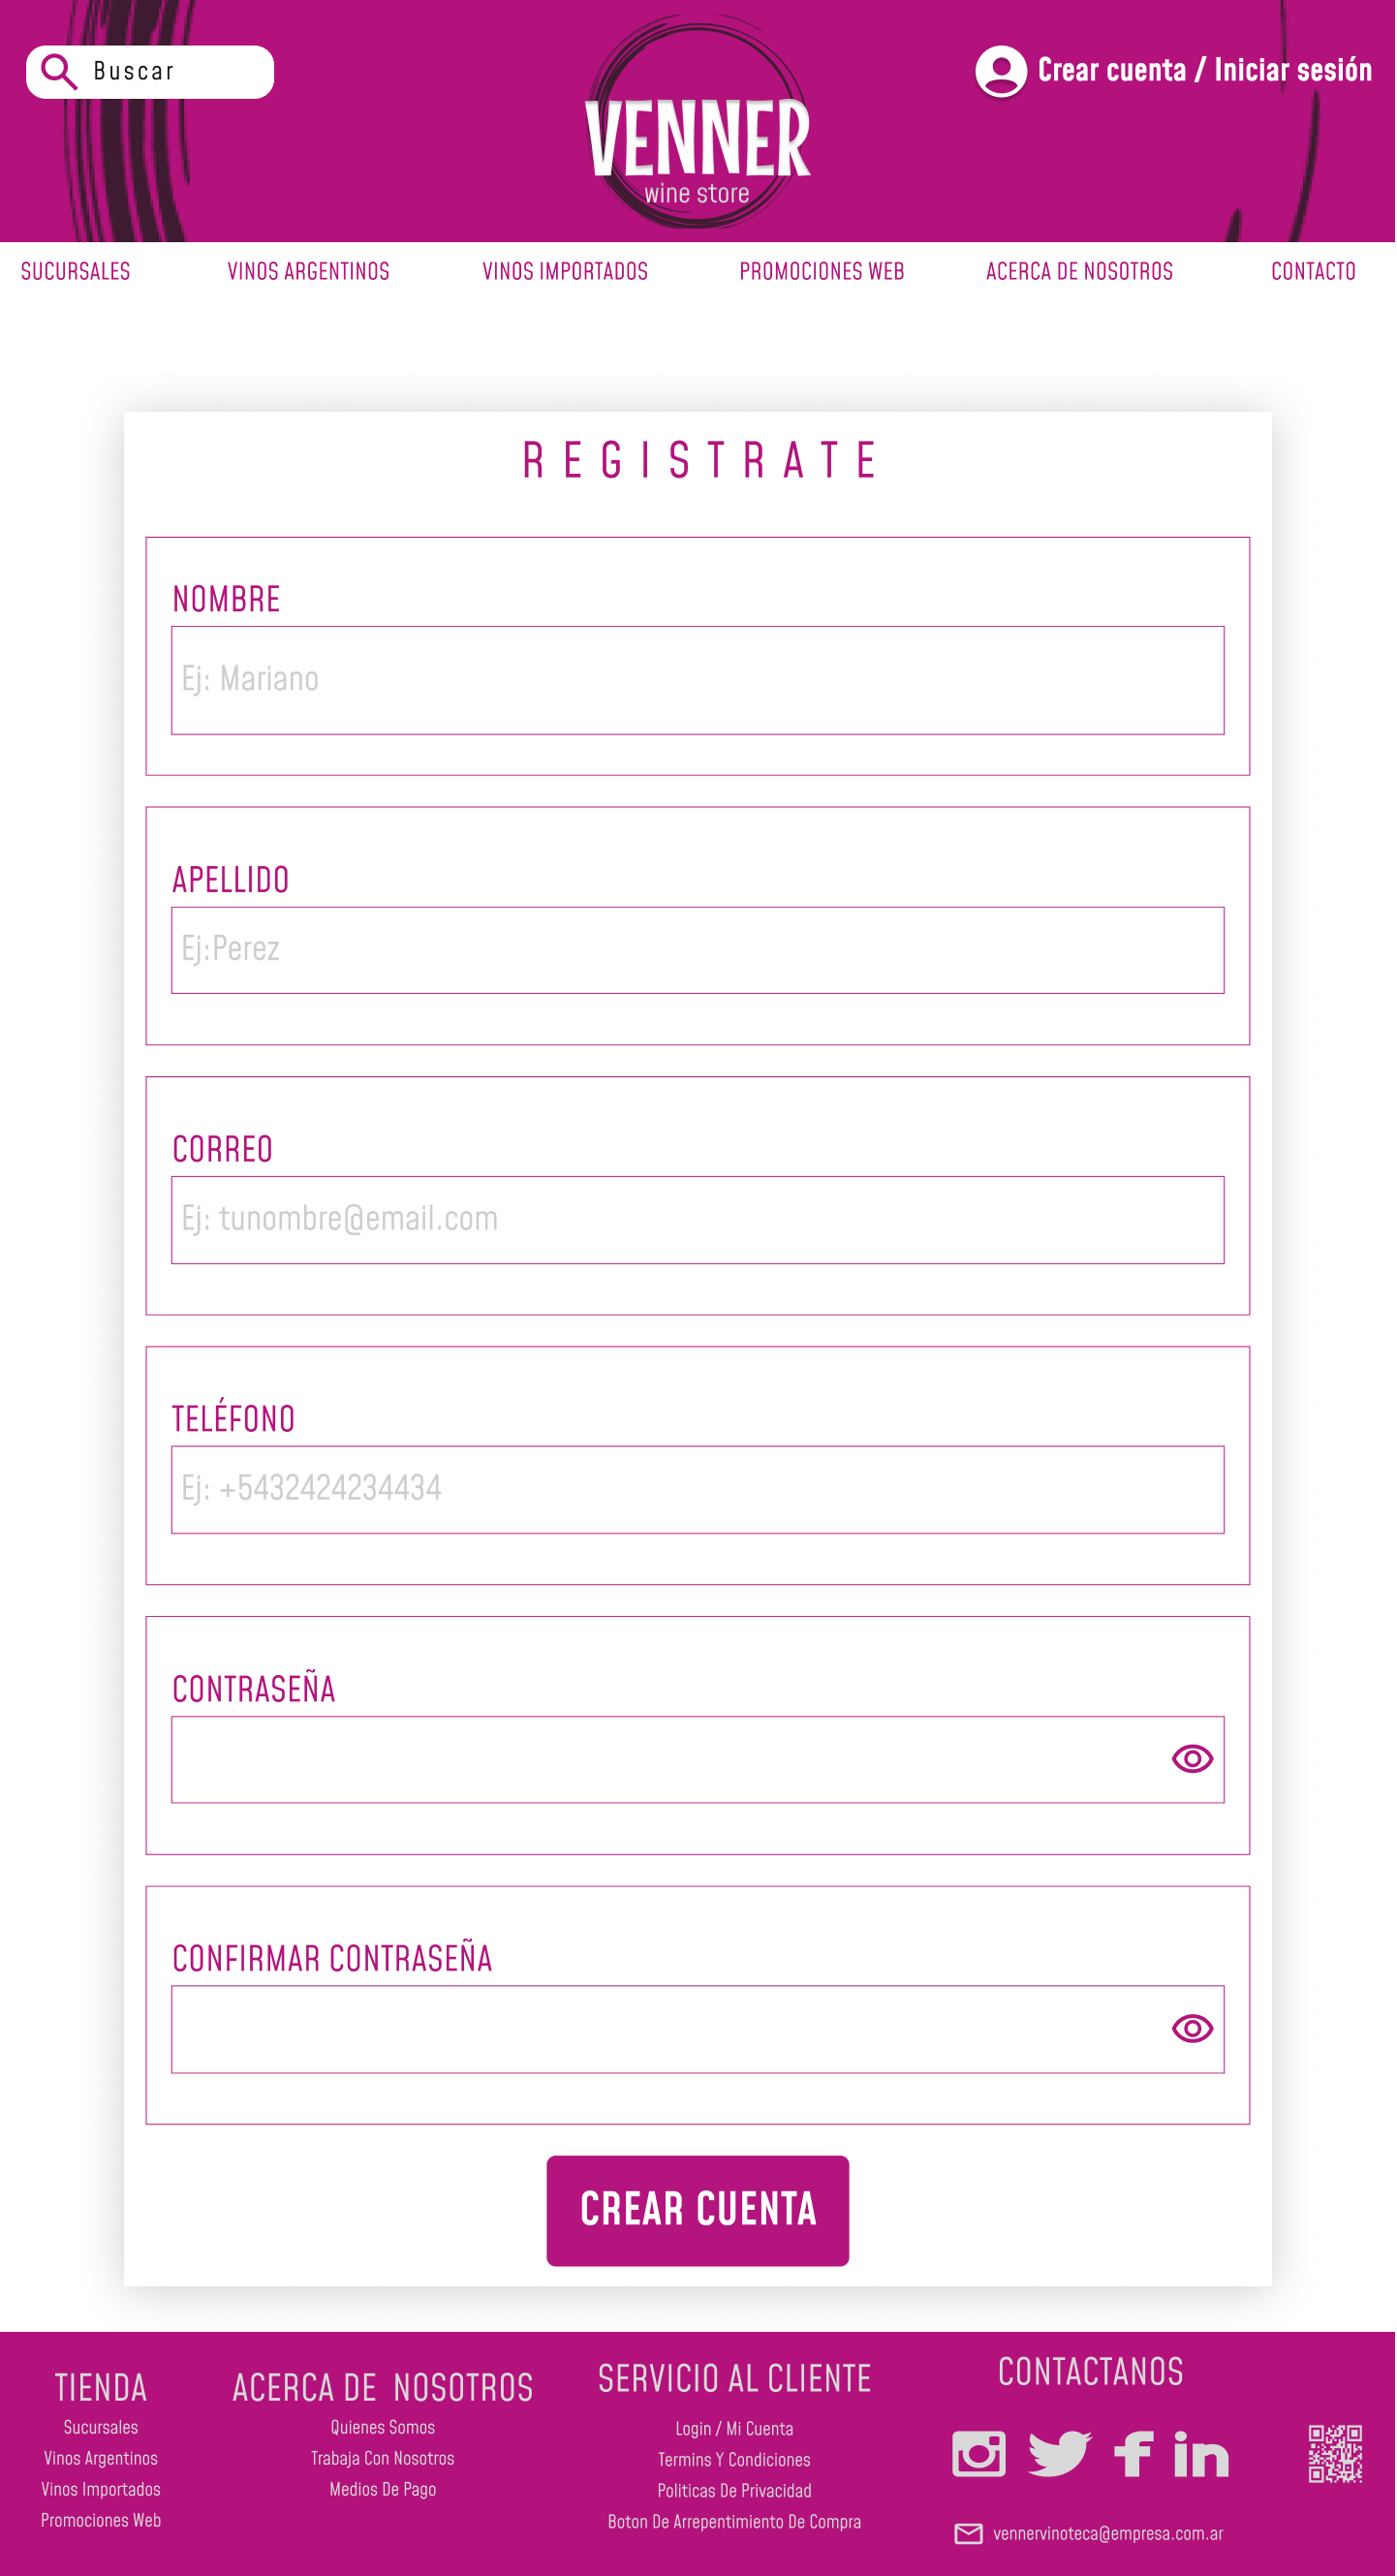 Buscar
VENNER
wine store
Crear cuenta / Iniciar sesión
SUCURSALES
VINOS ARGENTINOS
VINOS IMPORTADOS
PROMOCIONES WEB
ACERCA DE NOSOTROS
CONTACTO
REGISTRATE
NOMBRE
Ej: Mariano
APELLIDO
Ej:Perez
CORREO
Ej: tunombre@email.com
TELÉFONO
Ej: +5432424234434
CONTRASEÑA
CONFIRMAR CONTRASEÑA
CREAR CUENTA
TIENDA
Sucursales
Vinos Argentinos
Vinos Importados
Promociones Web
ACERCA DE NOSOTROS
Quienes Somos
Trabaja Con Nosotros
Medios De Pago
SERVICIO AL CLIENTE
Login / Mi Cuenta
Termins Y Condiciones
Politicas De Privacidad
Boton De Arrepentimiento De Compra
CONTACTANOS
vennervinoteca@empresa.com.ar